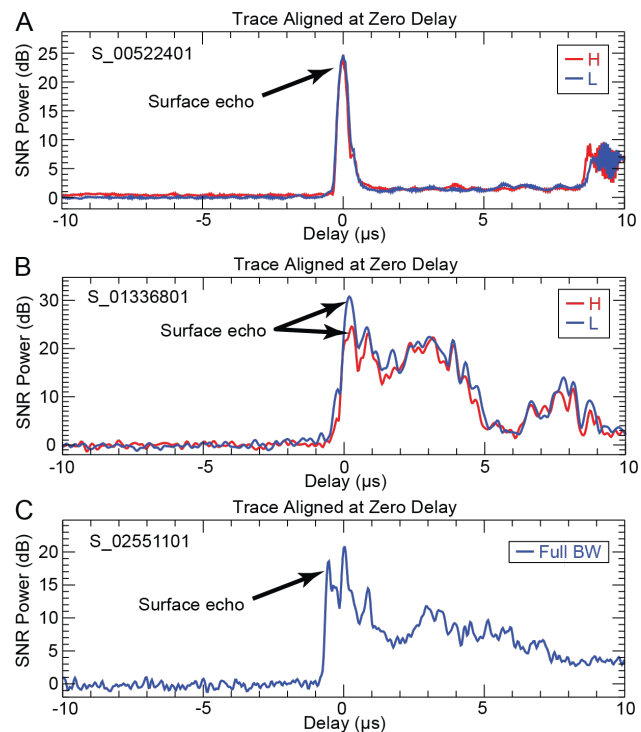 A
Trace Aligned at Zero Delay
S_00522401
Surface echo
H
L
SNR Power (dB)
25
20
15
10
5
0
-10
-5
0
5
10
Delay (µs)
B
Trace Aligned at Zero Delay
S_01336801
Surface echo
H
L
SNR Power (dB)
30
20
10
0
-10
-5
0
5
10
Delay (µs)
C
Trace Aligned at Zero Delay
S_02551101
Surface echo
Full BW
SNR Power (dB)
20
15
10
5
0
-10
-5
0
5
10
Delay (µs)